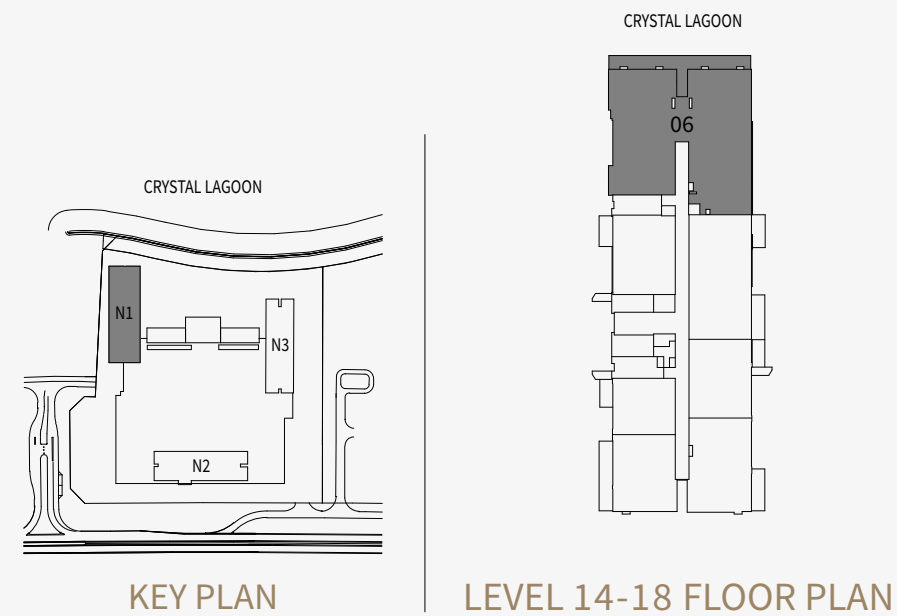 CRYSTAL LAGOON
N1
N3
N2
KEY PLAN
CRYSTAL LAGOON
06
LEVEL 14-18 FLOOR PLAN